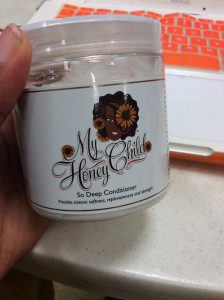 My
Honey Child
So Deep Conditioner
Provides intense softness, replenishment and strength